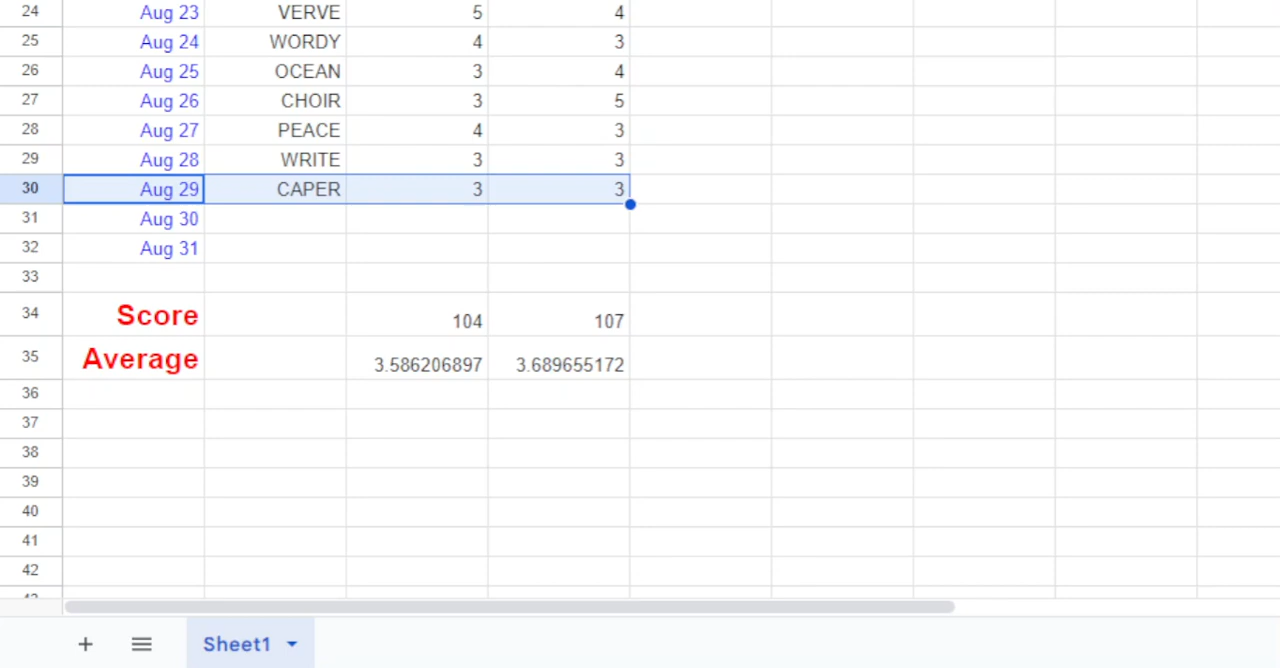 24 Aug 23 VERVE 5 4
25 Aug 24 WORDY 4 3
26 Aug 25 OCEAN 3 4
27 Aug 26 CHOIR 3 5
28 Aug 27 PEACE 4 3
29 Aug 28 WRITE 3 3
30 Aug 29 CAPER 3 3
31 Aug 30
32 Aug 31
33
34 Score 104 107
35 Average 3.586206897 3.689655172
36
37
38
39
40
41
42
Sheet1